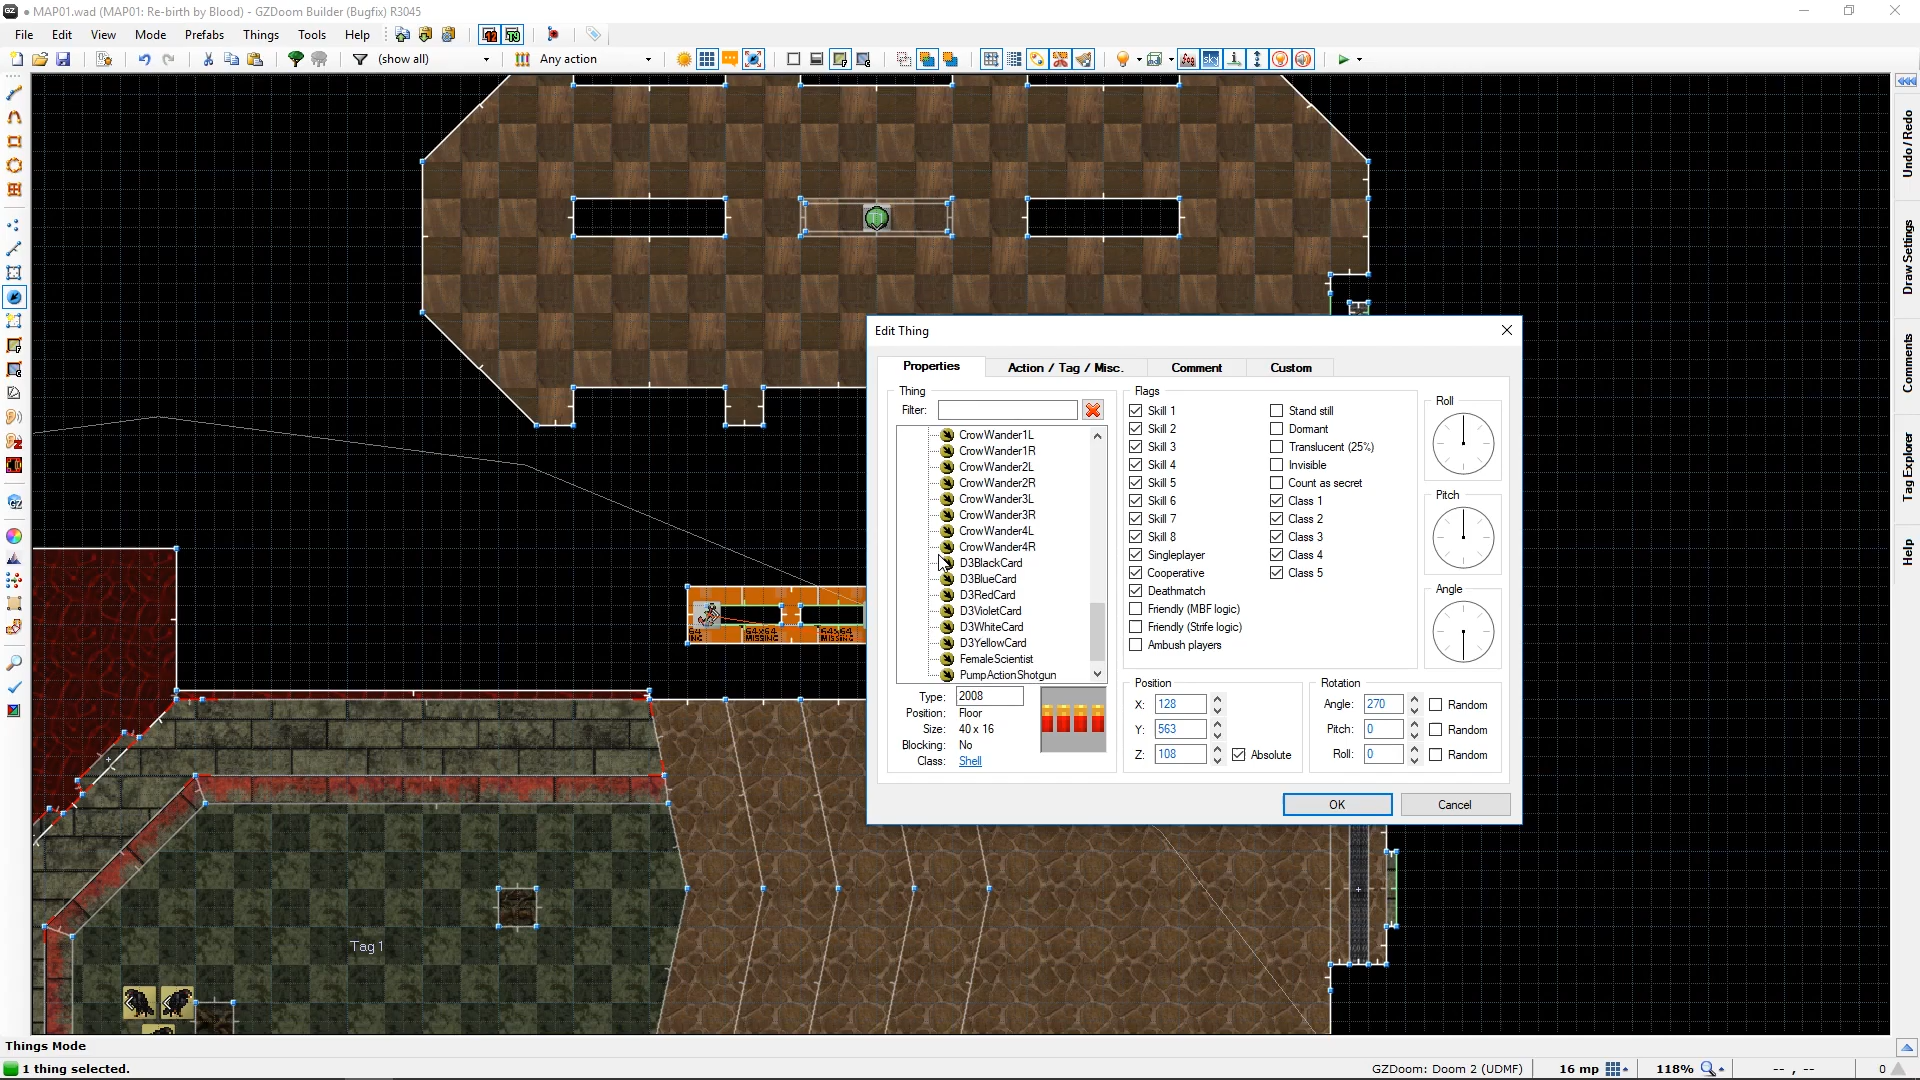 MAP01.wad (MAP01: Re-birth by Blood) - GZDoom Builder (Bugfix) R3045
File Edit View Mode Prefabs Things Tools Help
(show all) Any action
Undo/Redo
Draw Settings
Comments
Tag Explorer
Help
Edit Thing
Properties Action / Tag / Misc. Comment Custom
Thing
Filter:
CrowWander1L
CrowWander1R
CrowWander2L
CrowWander2R
CrowWander3L
CrowWander3R
CrowWander4L
CrowWander4R
D3BlackCard
D3BlueCard
D3RedCard
D3VioletCard
D3WhiteCard
D3YellowCard
FemaleScientist
PumpActionShotgun
Type: 2008
Position: Floor
Size: 40 x 16
Blocking: No
Class: Shell
Flags
Skill 1
Skill 2
Skill 3
Skill 4
Skill 5
Skill 6
Skill 7
Skill 8
Singleplayer
Cooperative
Deathmatch
Friendly (MBF logic)
Friendly (Strife logic)
Ambush players
Stand still
Dormant
Translucent (25%)
Invisible
Count as secret
Class 1
Class 2
Class 3
Class 4
Class 5
Roll
Pitch
Angle
Position
X: 128
Y: 563
Z: 108 Absolute
Rotation
Angle: 270 Random
Pitch: 0 Random
Roll: 0 Random
OK Cancel
64x64
MISSING
64x64
MISSING
Tag 1
Things Mode
1 thing selected.
GZDoom: Doom 2 (UDMF) 16 mp 118% -- , -- 0